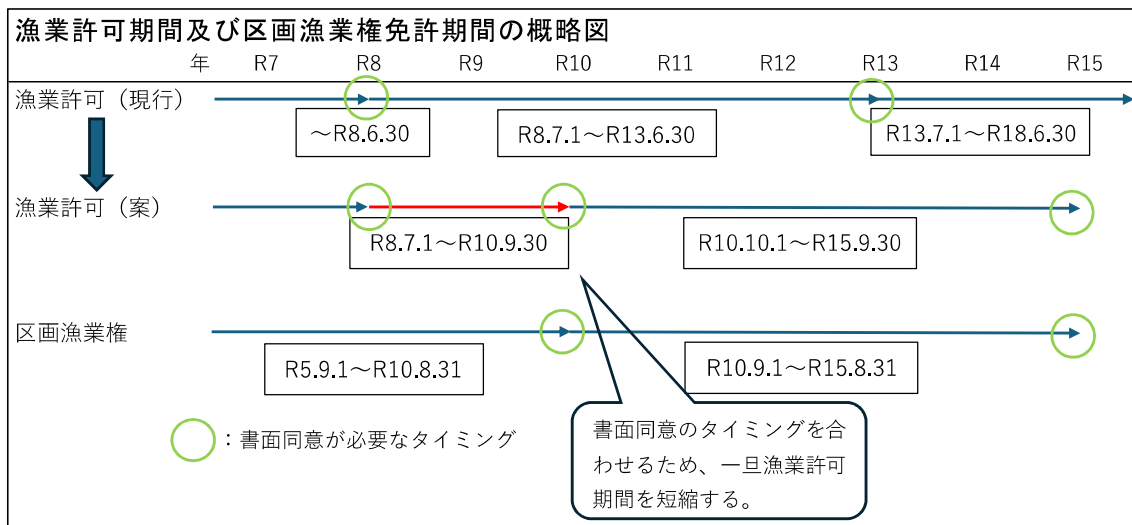 漁業許可期間及び区画漁業権免許期間の概略図
年 R7 R8 R9 R10 R11 R12 R13 R14 R15
漁業許可（現行）
～R8.6.30
R8.7.1～R13.6.30
R13.7.1～R18.6.30
漁業許可（案）
R8.7.1～R10.9.30
R10.10.1～R15.9.30
区画漁業権
R5.9.1～R10.8.31
R10.9.1～R15.8.31
：書面同意が必要なタイミング
書面同意のタイミングを合
わせるため、一旦漁業許可
期間を短縮する。